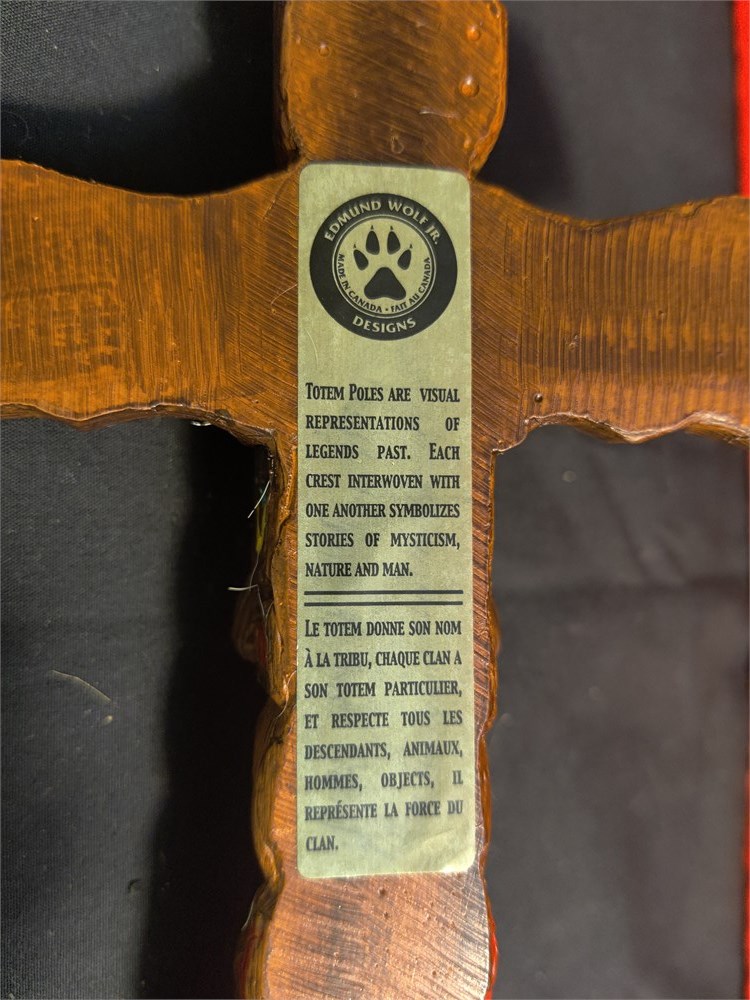 EDMUND WOLF JR.
MADE IN CANADA • FAIT AU CANADA
DESIGNS
TOTEM POLES ARE VISUAL
REPRESENTATIONS OF
LEGENDS PAST. EACH
CREST INTERWOVEN WITH
ONE ANOTHER SYMBOLIZES
STORIES OF MYSTICISM,
NATURE AND MAN.
LE TOTEM DONNE SON NOM
À LA TRIBU, CHAQUE CLAN A
SON TOTEM PARTICULIER,
ET RESPECTE TOUS LES
DESCENDANTS, ANIMAUX,
HOMMES, OBJECTS, IL
REPRÉSENTE LA FORCE DU
CLAN.